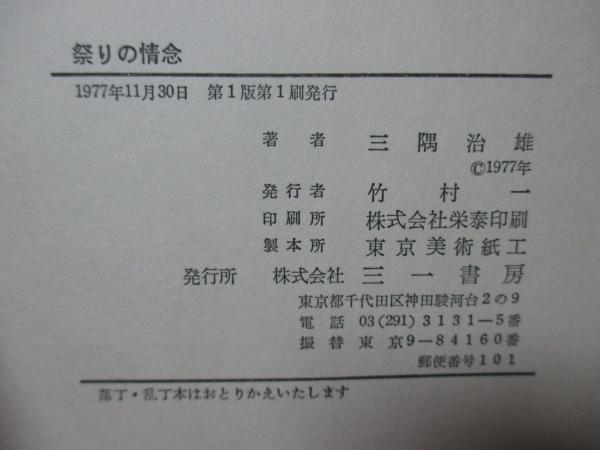 祭りの情念
1977年11月30日 第1版第1刷発行
著者 三隅治雄
©1977年
発行者 竹村一
印刷所 株式会社栄泰印刷
製本所 東京美術紙工
発行所 株式会社 三一書房
東京都千代田区神田駿河台2の9
電話 03(291)3131-5番
振替 東京9-84160番
郵便番号101
落丁・乱丁本はおとりかえいたします